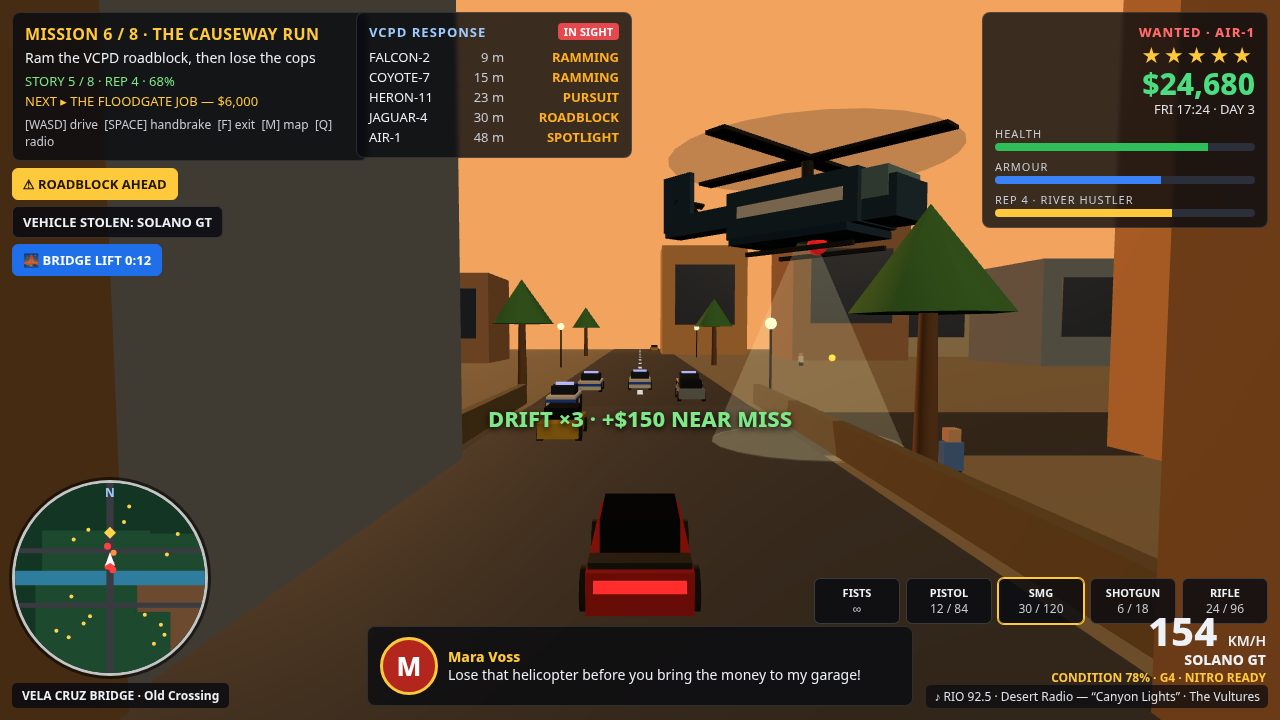 MISSION 6 / 8 · THE CAUSEWAY RUN
Ram the VCPD roadblock, then lose the cops
STORY 5 / 8 · REP 4 · 68%
NEXT ▸ THE FLOODGATE JOB — $6,000
[WASD] drive [SPACE] handbrake [F] exit [M] map [Q]
radio
VCPD RESPONSE IN SIGHT
FALCON-2 9 m RAMMING
COYOTE-7 15 m RAMMING
HERON-11 23 m PURSUIT
JAGUAR-4 30 m ROADBLOCK
AIR-1 48 m SPOTLIGHT
WANTED · AIR-1
★★★★★
$24,680
FRI 17:24 · DAY 3
HEALTH
ARMOUR
REP 4 · RIVER HUSTLER
⚠ ROADBLOCK AHEAD
VEHICLE STOLEN: SOLANO GT
🌉 BRIDGE LIFT 0:12
DRIFT ×3 · +$150 NEAR MISS
N
VELA CRUZ BRIDGE · Old Crossing
M
Mara Voss
Lose that helicopter before you bring the money to my garage!
FISTS
∞
PISTOL
12 / 84
SMG
30 / 120
SHOTGUN
6 / 18
RIFLE
24 / 96
154 KM/H
SOLANO GT
CONDITION 78% · G4 · NITRO READY
♪ RIO 92.5 · Desert Radio — “Canyon Lights” · The Vultures